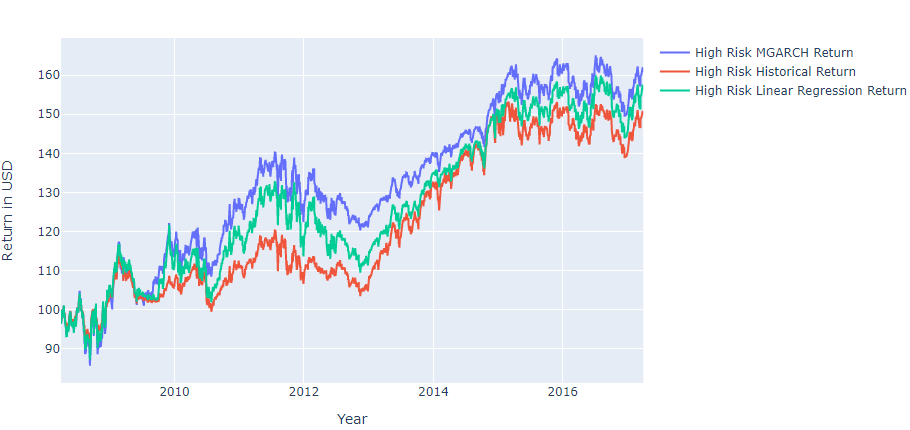 Return in USD
160
150
140
130
120
110
100
90
2010
2012
2014
2016
Year
High Risk MGARCH Return
High Risk Historical Return
High Risk Linear Regression Return